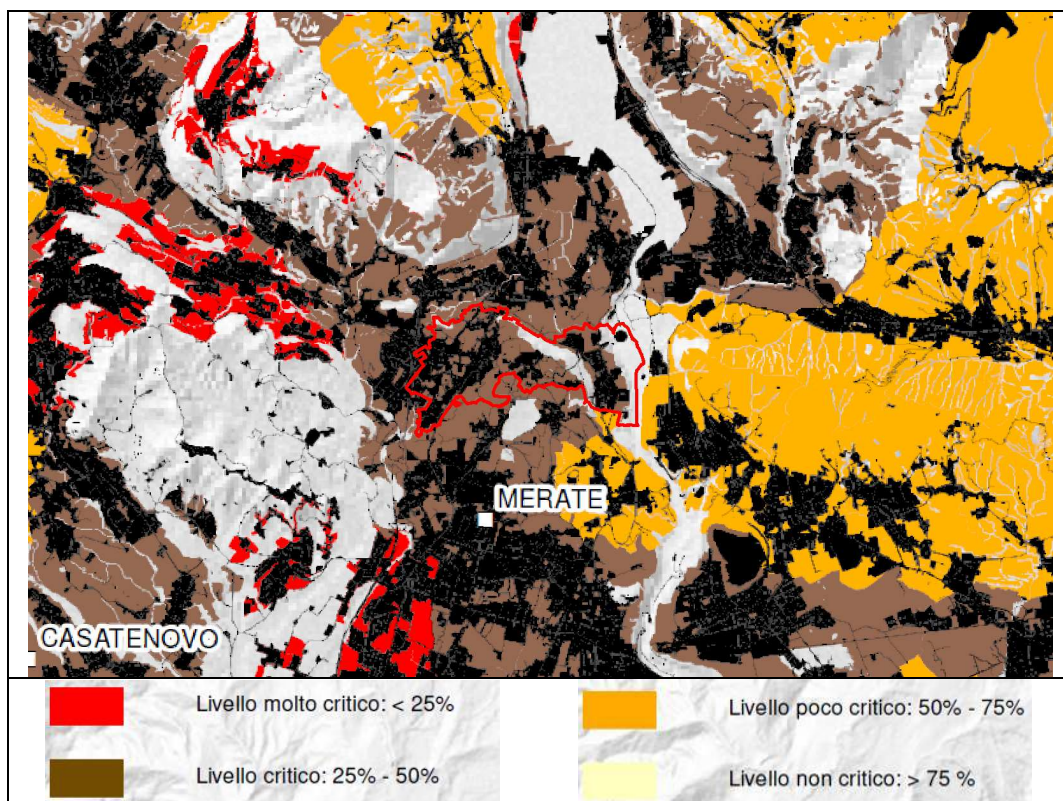 MERATE
CASATENOVO
Livello molto critico: < 25%
Livello poco critico: 50% - 75%
Livello critico: 25% - 50%
Livello non critico: > 75 %